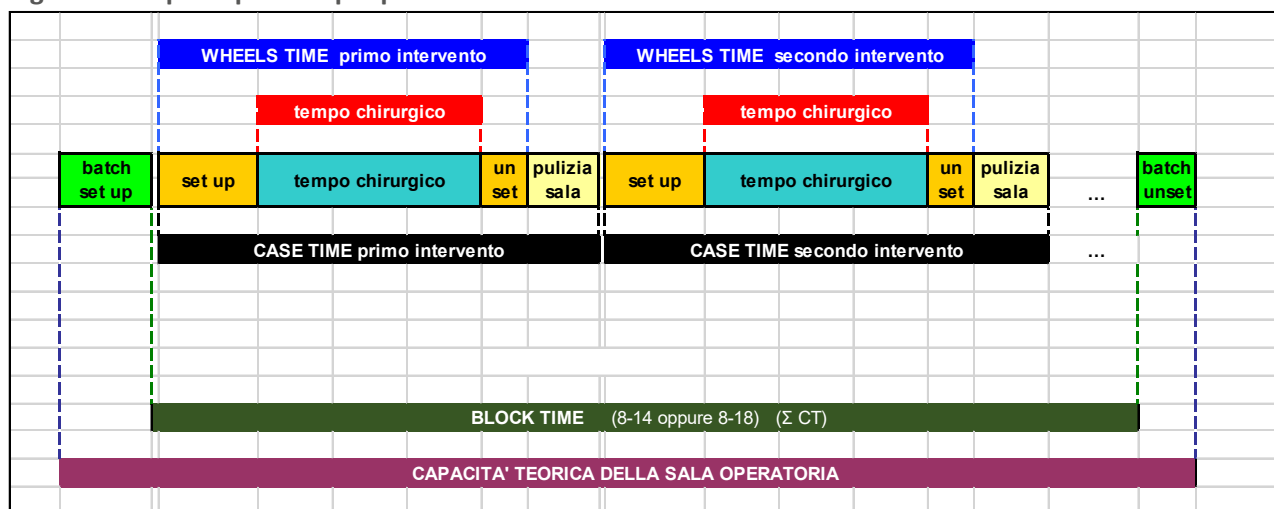 WHEELS TIME primo intervento
WHEELS TIME secondo intervento
tempo chirurgico
tempo chirurgico
batch
set up
set up
tempo chirurgico
un
set
pulizia
sala
set up
tempo chirurgico
un
set
pulizia
sala
...
batch
unset
CASE TIME primo intervento
CASE TIME secondo intervento
...
BLOCK TIME (8-14 oppure 8-18) (Σ CT)
CAPACITA' TEORICA DELLA SALA OPERATORIA